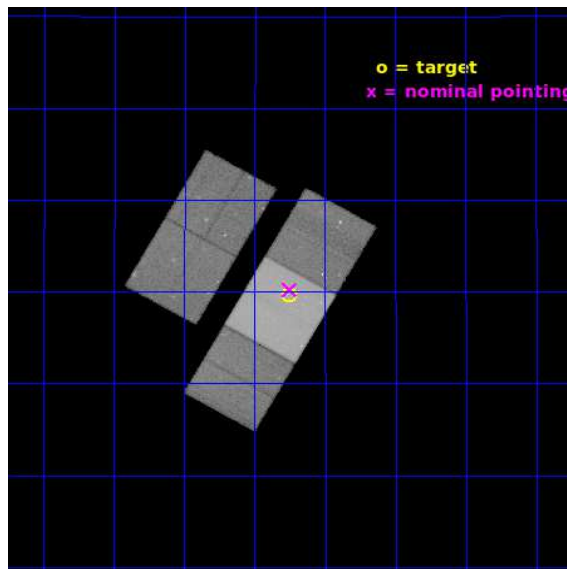 o = target
x = nominal pointing